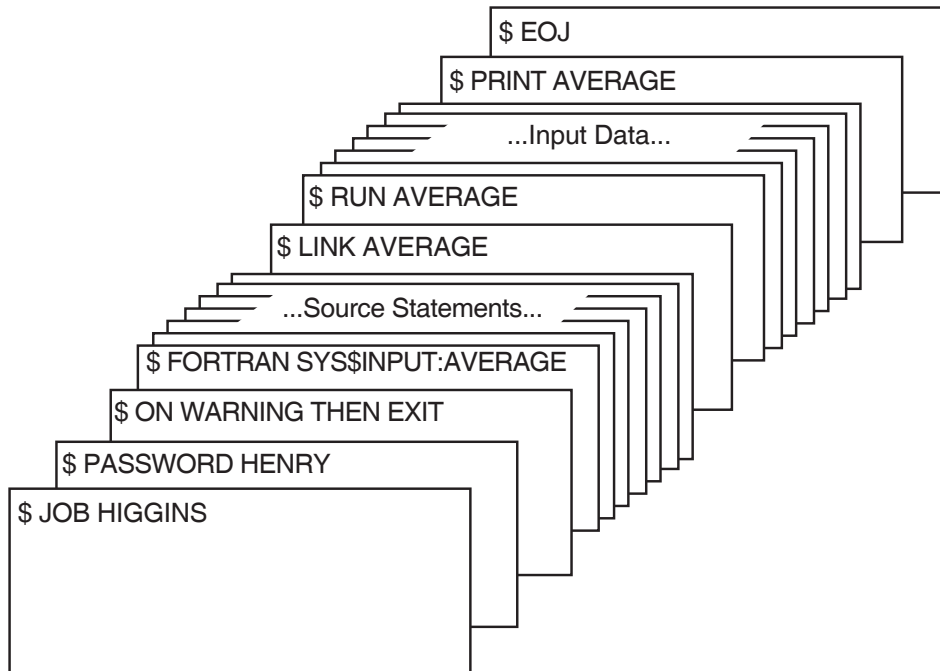 $ EOJ
$ PRINT AVERAGE
...Input Data...
$ RUN AVERAGE
$ LINK AVERAGE
...Source Statements...
$ FORTRAN SYS$INPUT:AVERAGE
$ ON WARNING THEN EXIT
$ PASSWORD HENRY
$ JOB HIGGINS